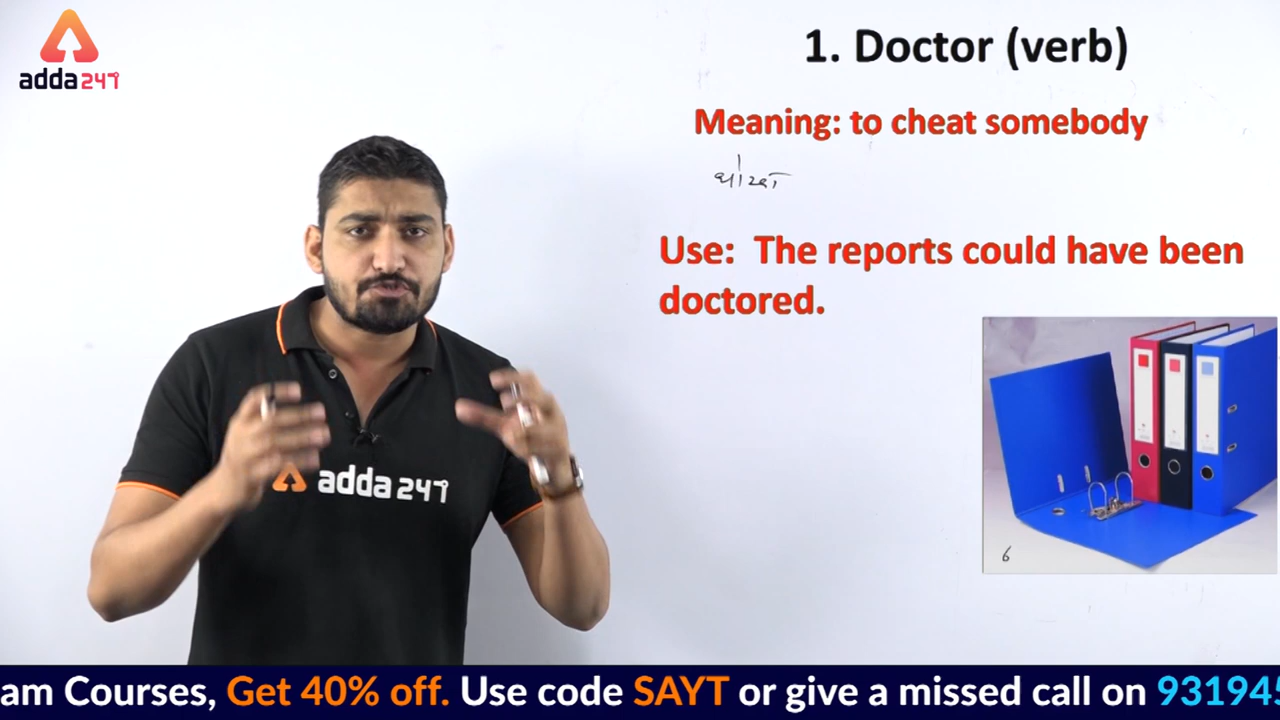 adda247
1. Doctor (verb)
Meaning: to cheat somebody
धोखा
Use: The reports could have been
doctored.
adda247
6
am Courses, Get 40% off. Use code SAYT or give a missed call on 931945